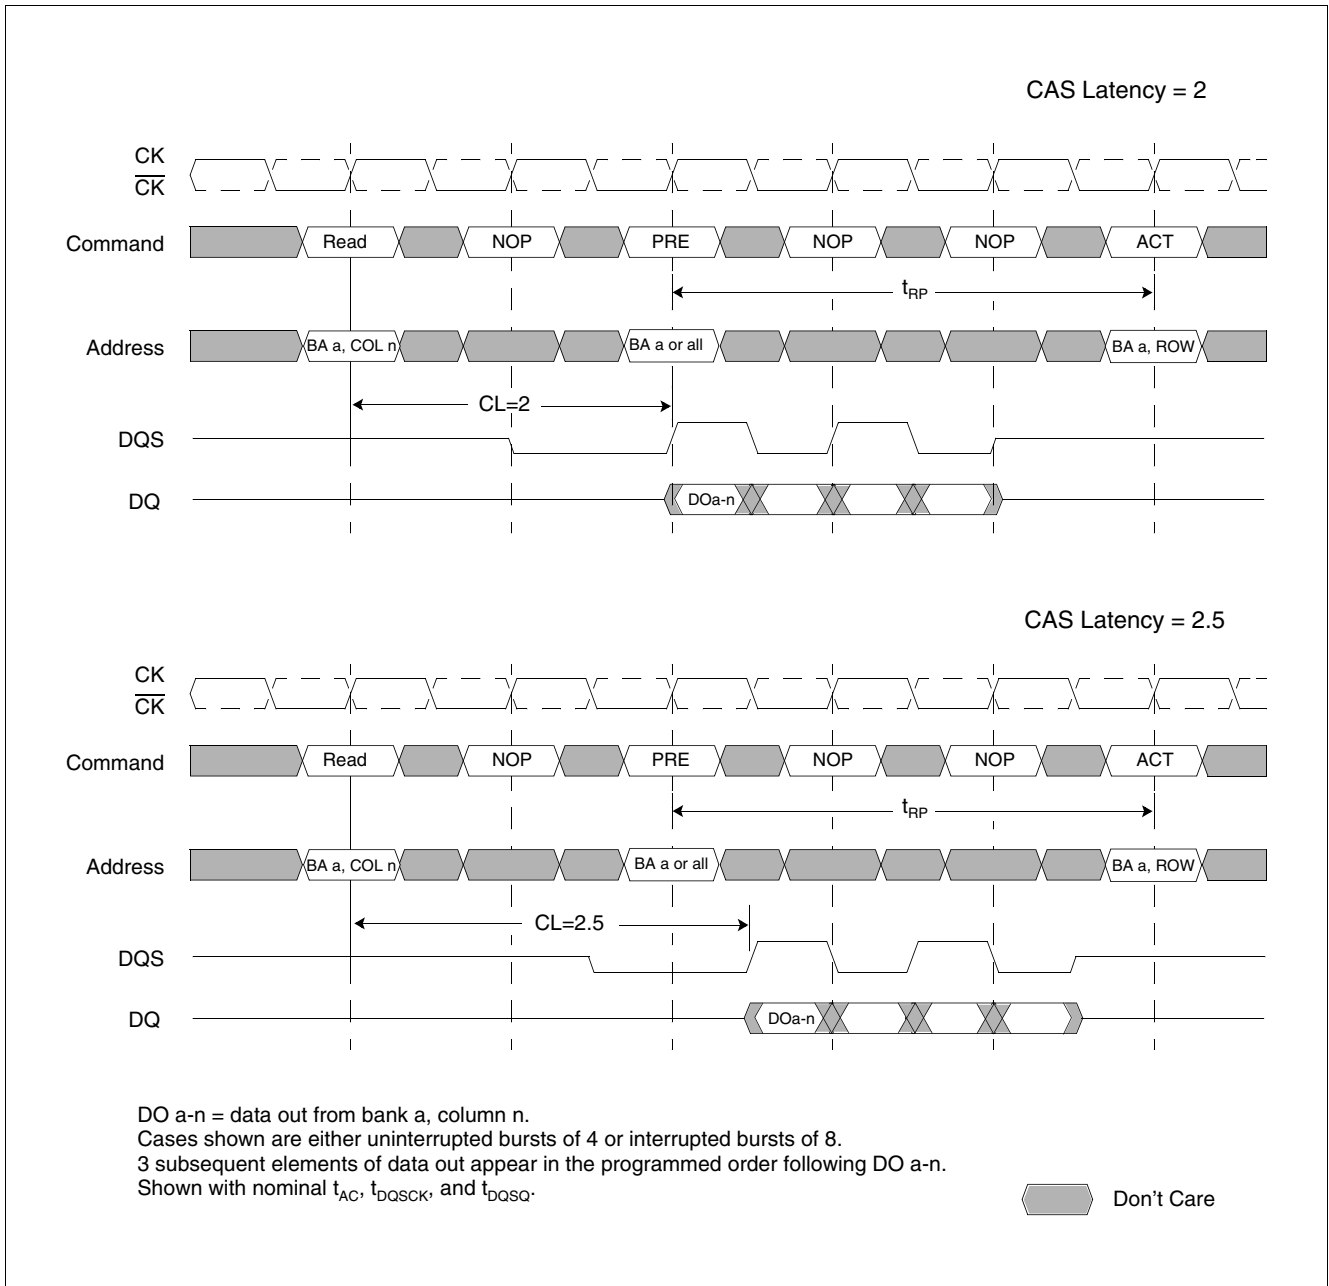 CAS Latency = 2
CK
CK
Command Read NOP PRE NOP NOP ACT
tRP
Address BA a, COL n BA a or all BA a, ROW
CL=2
DQS
DQ DOa-n
CAS Latency = 2.5
CK
CK
Command Read NOP PRE NOP NOP ACT
tRP
Address BA a, COL n BA a or all BA a, ROW
CL=2.5
DQS
DQ DOa-n
DO a-n = data out from bank a, column n.
Cases shown are either uninterrupted bursts of 4 or interrupted bursts of 8.
3 subsequent elements of data out appear in the programmed order following DO a-n.
Shown with nominal tAC, tDQSCK, and tDQSQ.
Don't Care